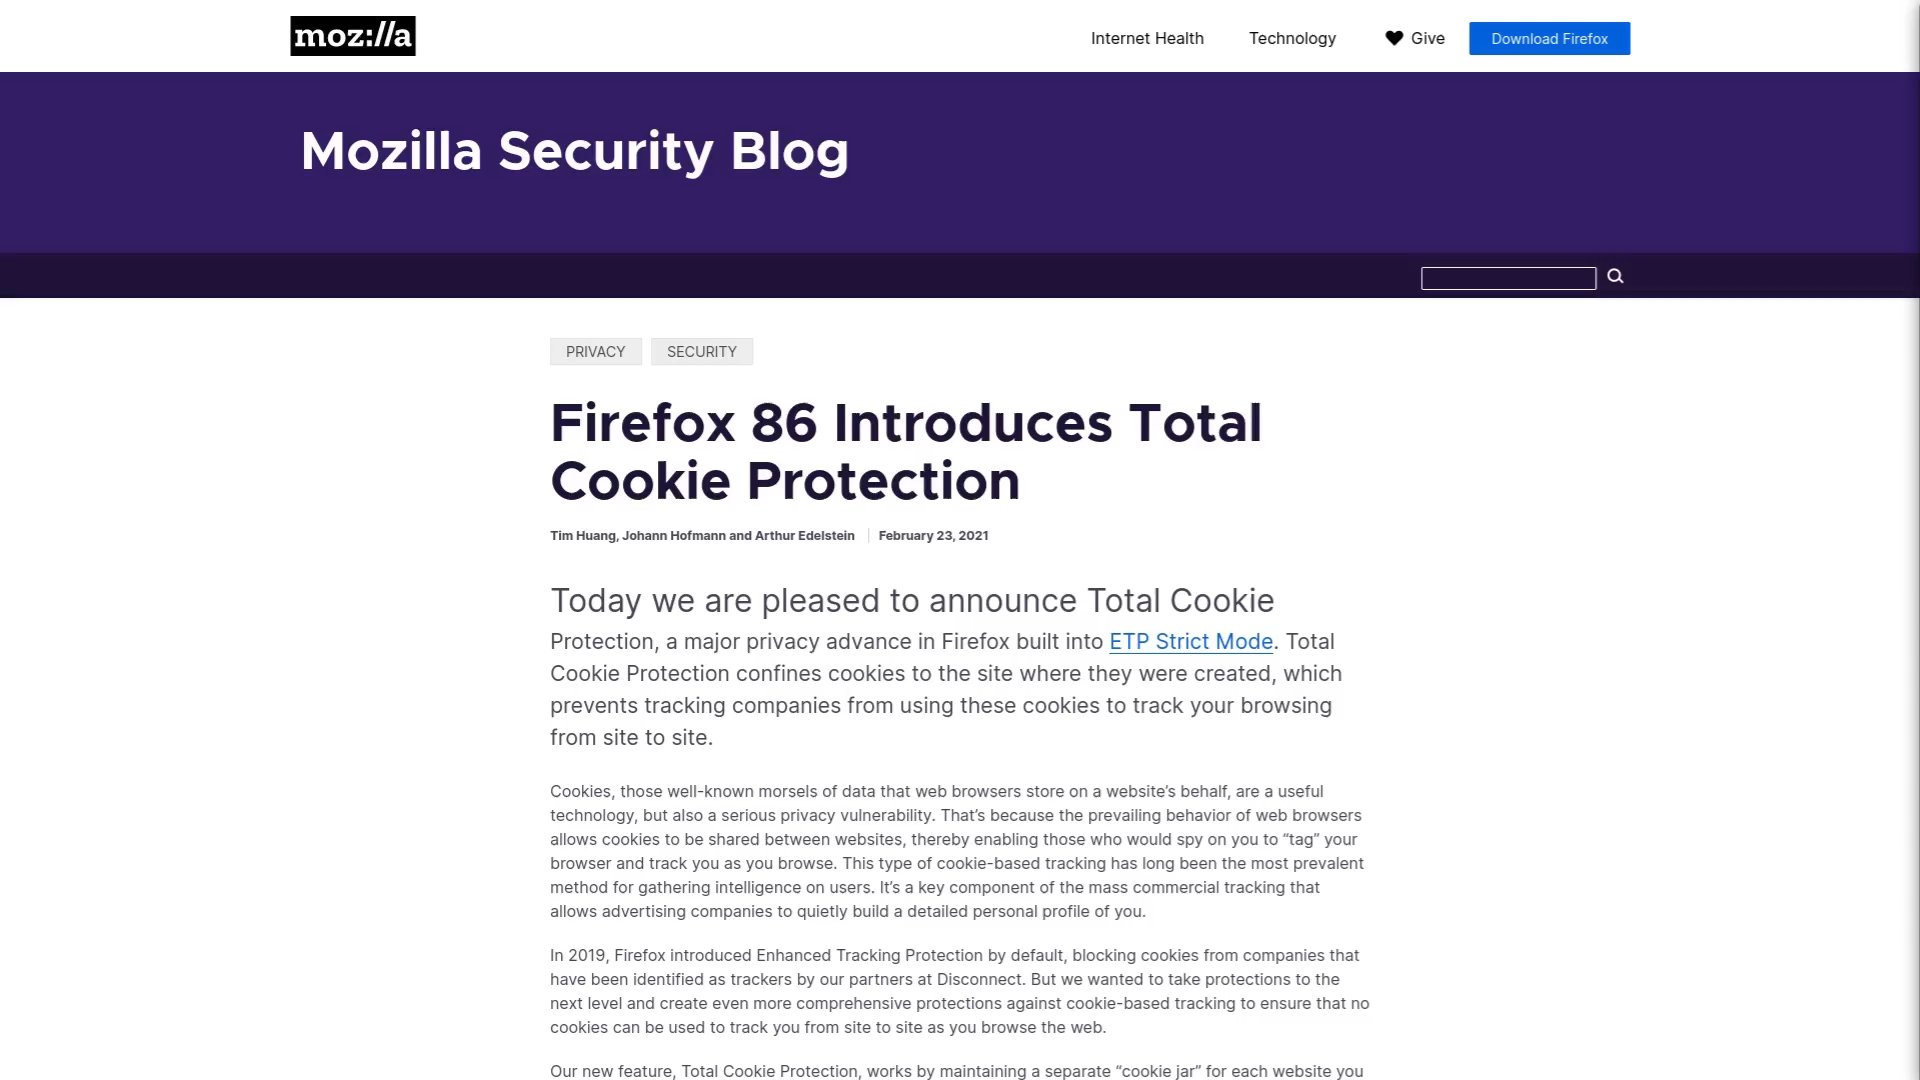 moz://a
Internet Health
Technology
Give
Download Firefox
Mozilla Security Blog
PRIVACY
SECURITY
Firefox 86 Introduces Total
Cookie Protection
Tim Huang, Johann Hofmann and Arthur Edelstein
February 23, 2021
Today we are pleased to announce Total Cookie
Protection, a major privacy advance in Firefox built into ETP Strict Mode. Total
Cookie Protection confines cookies to the site where they were created, which
prevents tracking companies from using these cookies to track your browsing
from site to site.
Cookies, those well-known morsels of data that web browsers store on a website’s behalf, are a useful
technology, but also a serious privacy vulnerability. That’s because the prevailing behavior of web browsers
allows cookies to be shared between websites, thereby enabling those who would spy on you to “tag” your
browser and track you as you browse. This type of cookie-based tracking has long been the most prevalent
method for gathering intelligence on users. It’s a key component of the mass commercial tracking that
allows advertising companies to quietly build a detailed personal profile of you.
In 2019, Firefox introduced Enhanced Tracking Protection by default, blocking cookies from companies that
have been identified as trackers by our partners at Disconnect. But we wanted to take protections to the
next level and create even more comprehensive protections against cookie-based tracking to ensure that no
cookies can be used to track you from site to site as you browse the web.
Our new feature, Total Cookie Protection, works by maintaining a separate “cookie jar” for each website you